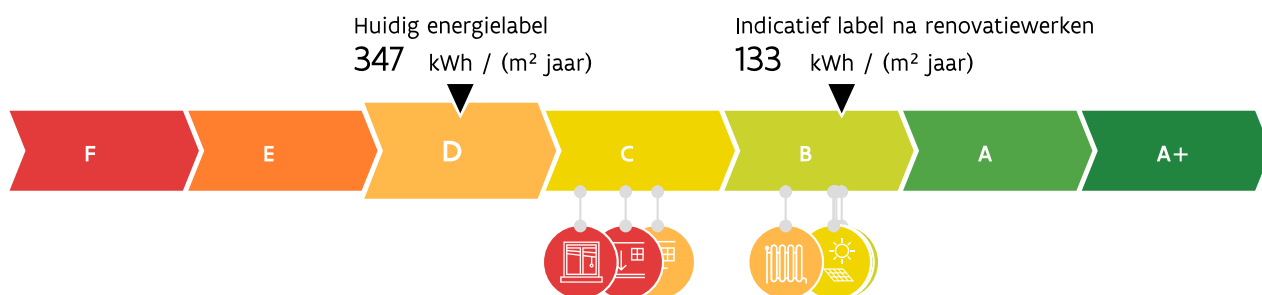 Huidig energielabel
347 kWh / (m² jaar)
Indicatief label na renovatiewerken
133 kWh / (m² jaar)
F E D C B A A+